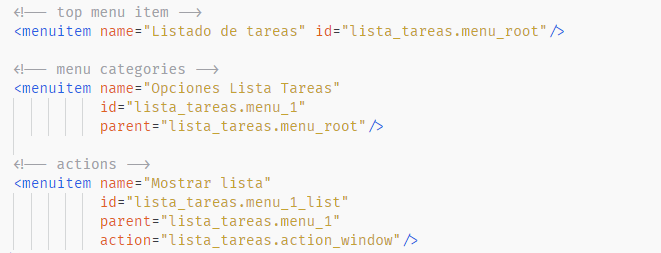 <!-- top menu item -->
<menuitem name="Listado de tareas" id="lista_tareas.menu_root"/>
<!-- menu categories -->
<menuitem name="Opciones Lista Tareas"
id="lista_tareas.menu_1"
parent="lista_tareas.menu_root"/>
<!-- actions -->
<menuitem name="Mostrar lista"
id="lista_tareas.menu_1_list"
parent="lista_tareas.menu_1"
action="lista_tareas.action_window"/>